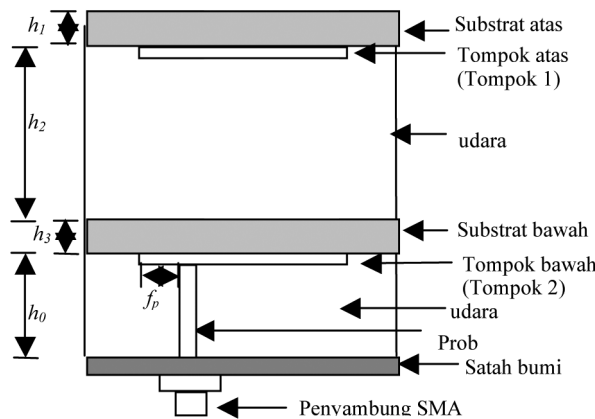 h1
Substrat atas
Tompok atas
(Tompok 1)
h2
udara
h3
Substrat bawah
Tompok bawah
(Tompok 2)
fp
h0
udara
Prob
Satah bumi
Penyambung SMA